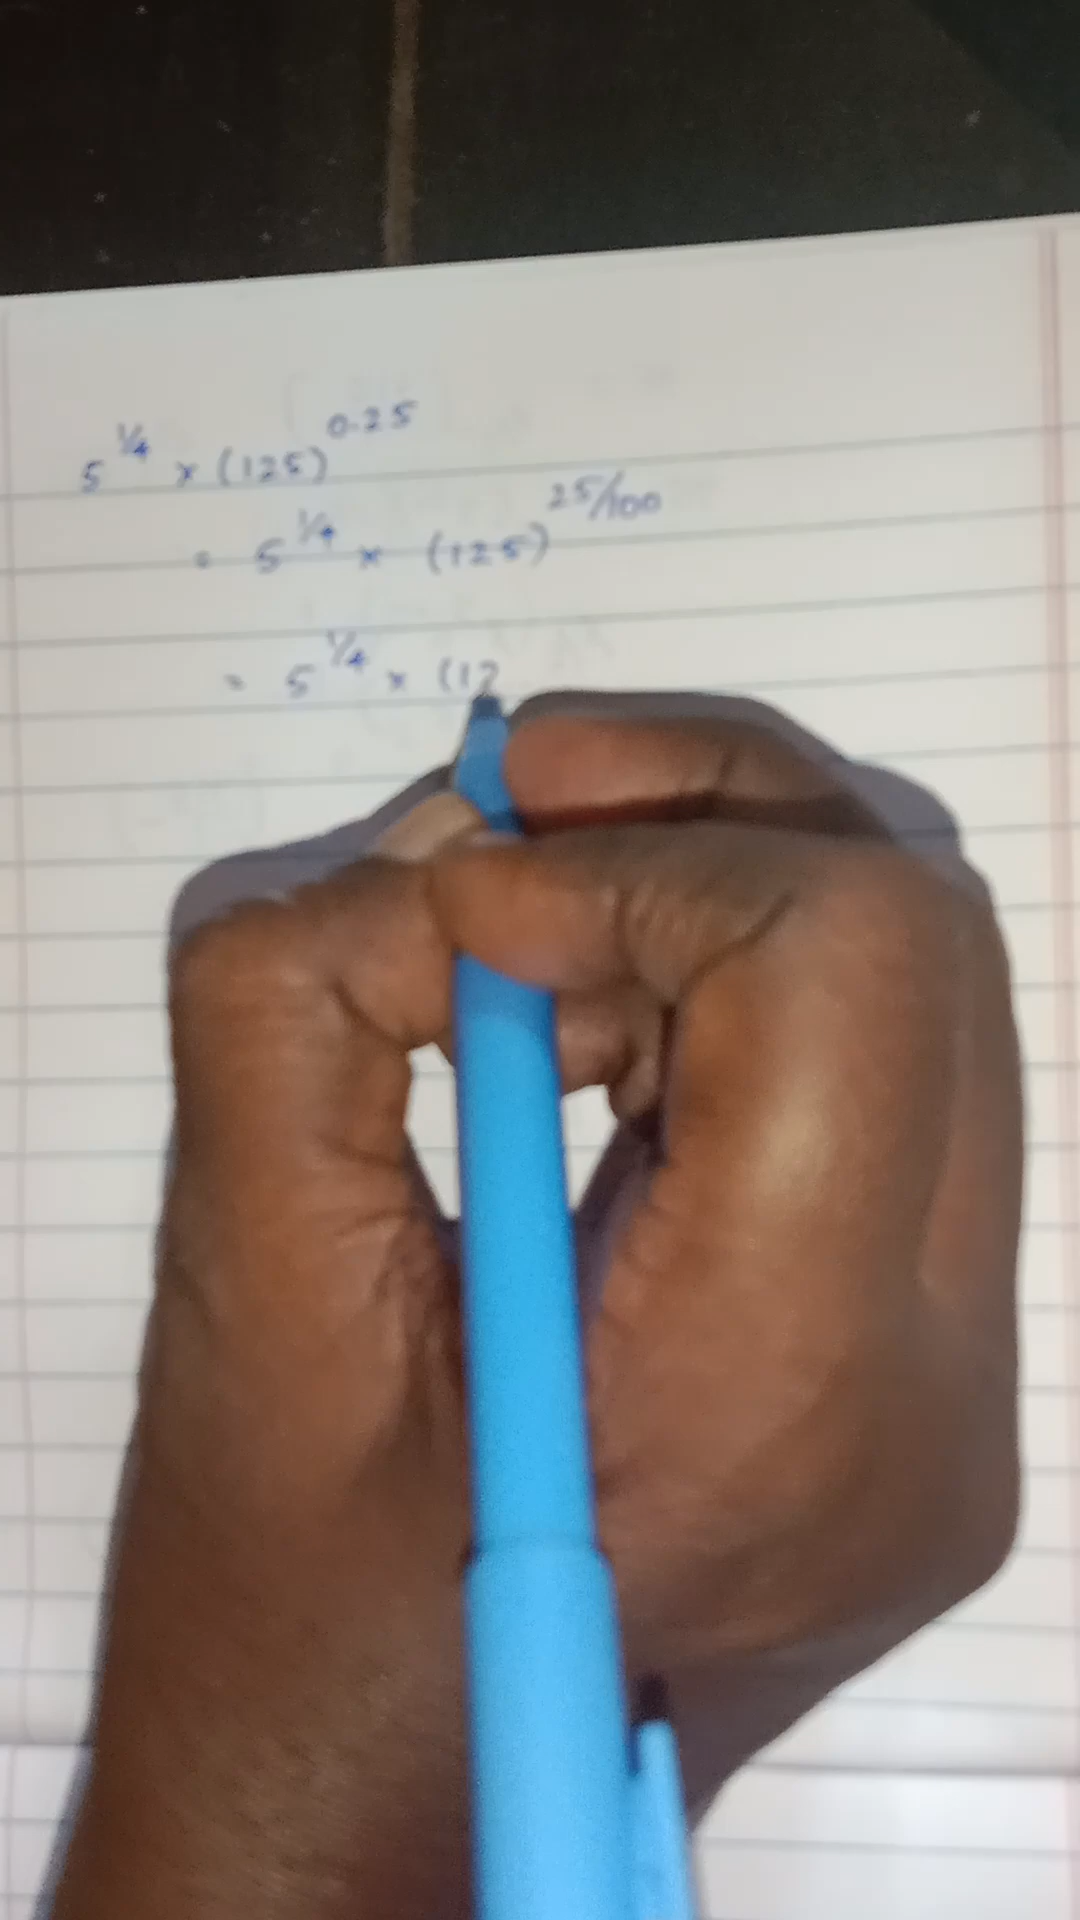 5^1/4 × (125)^0.25
= 5^1/4 × (125)^25/100
= 5^1/4 × (12